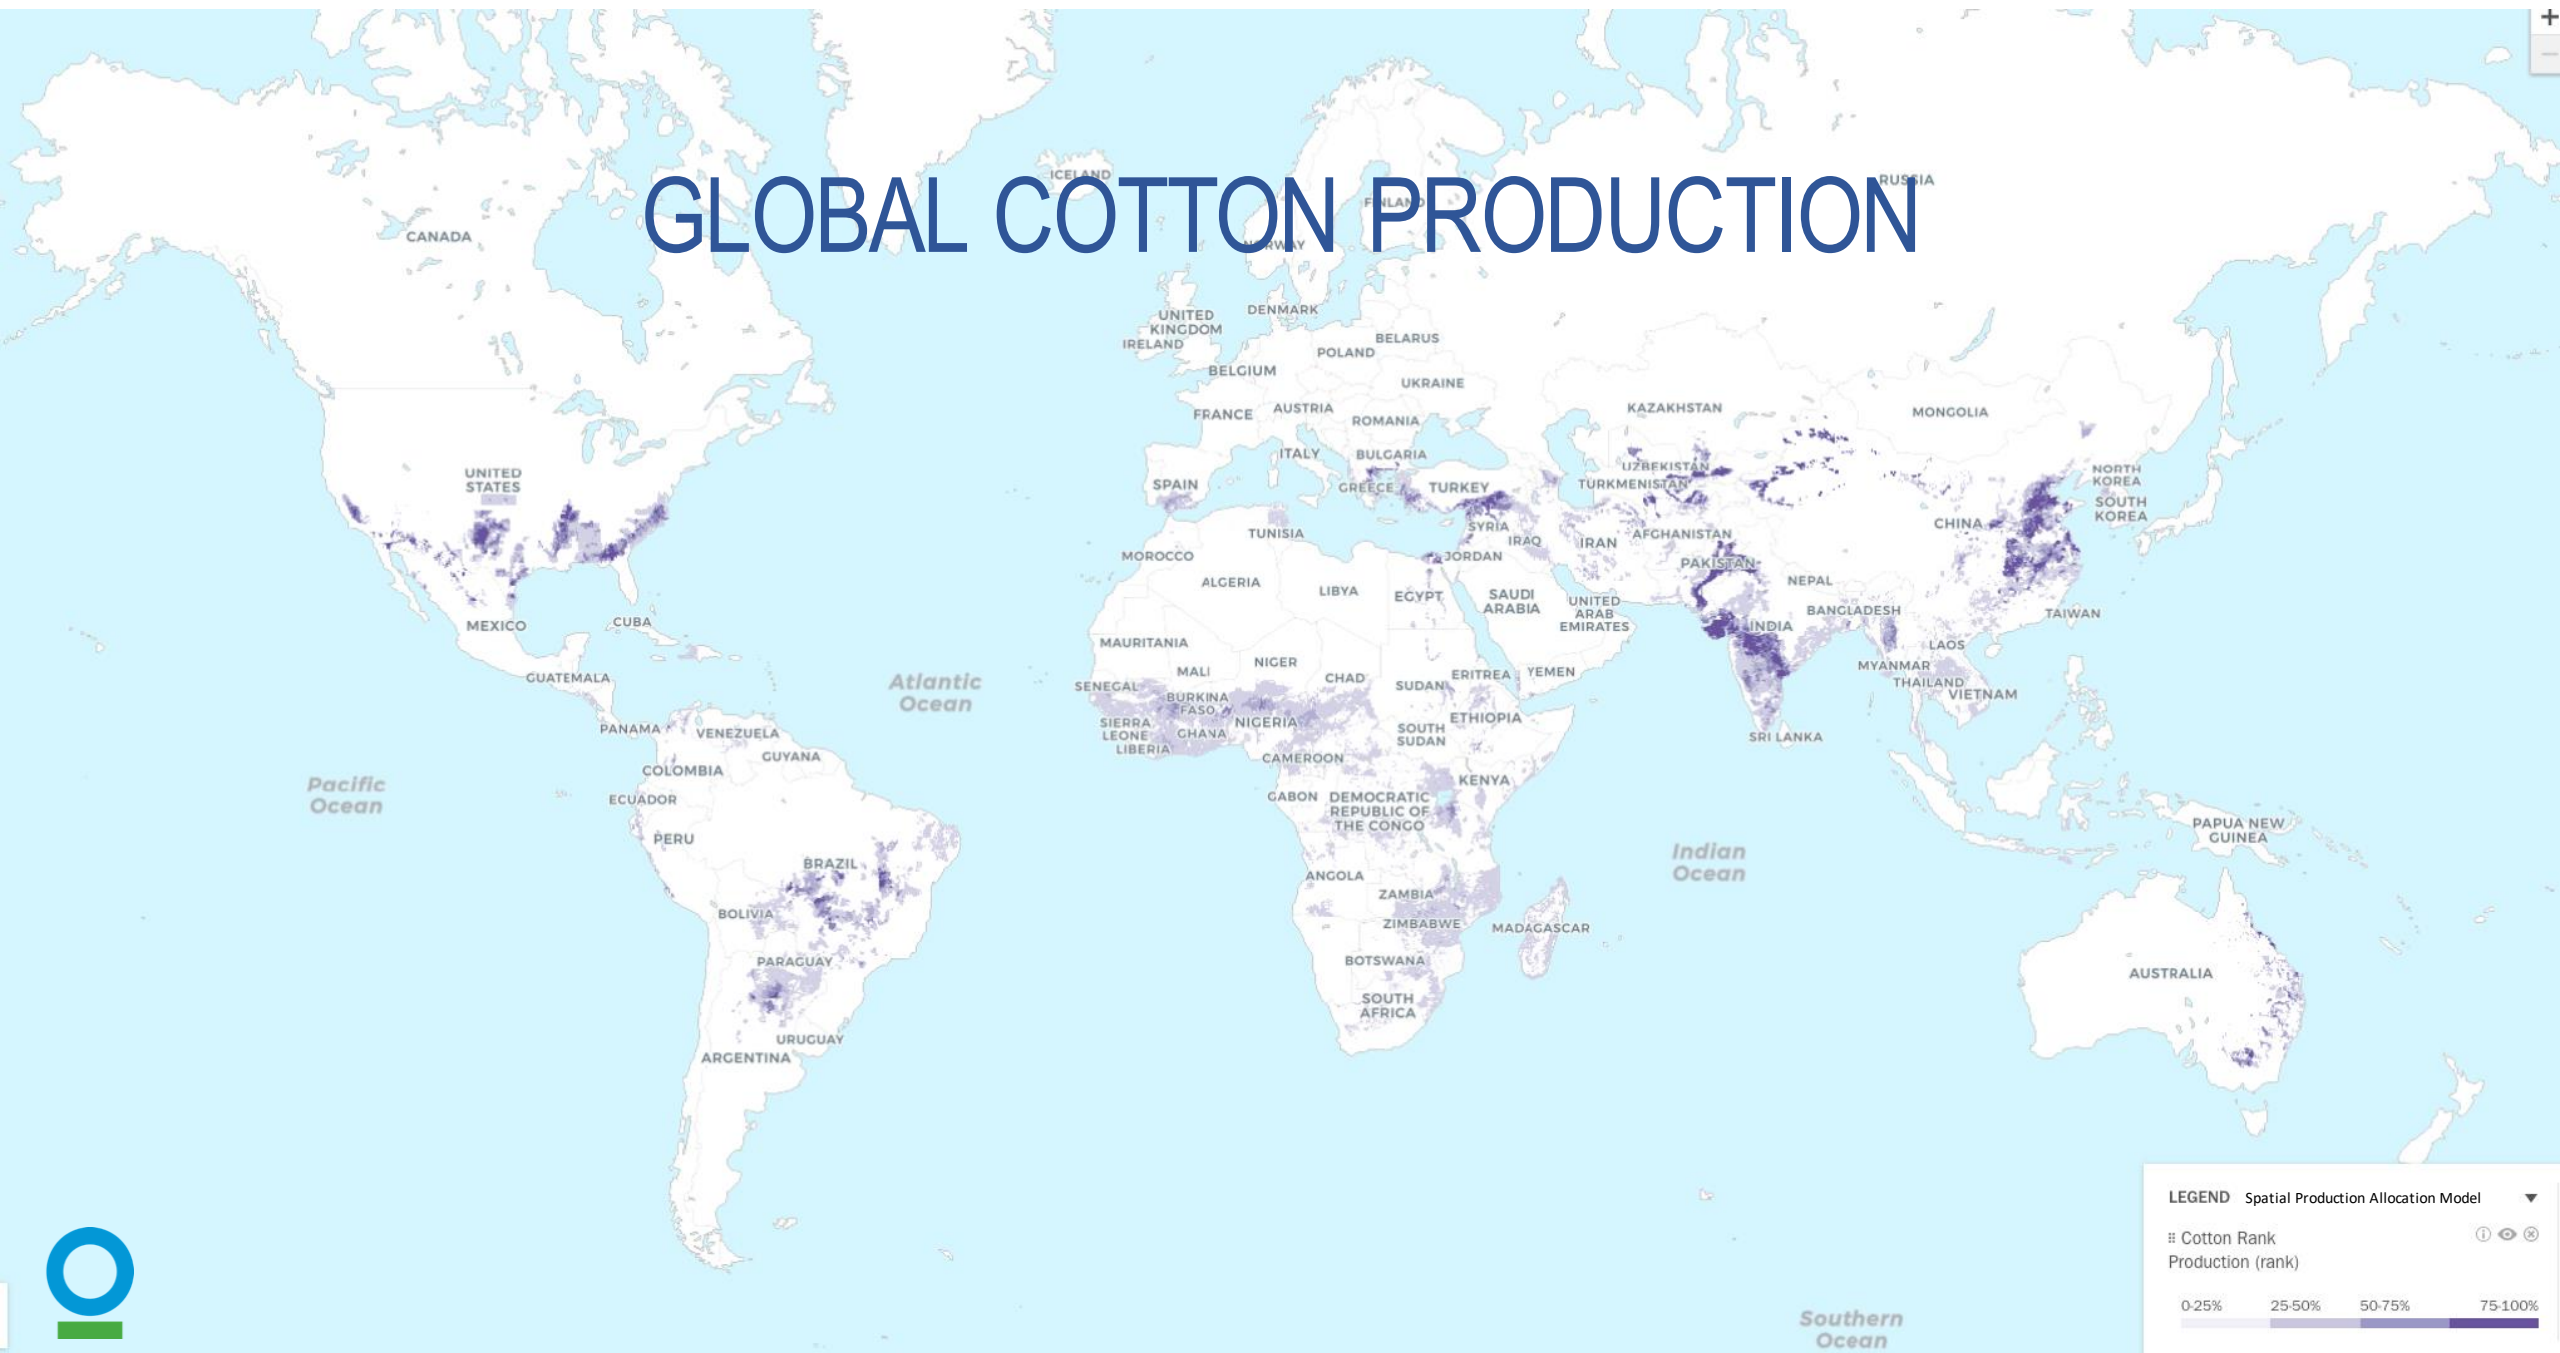 +
−
GLOBAL COTTON PRODUCTION
ICELAND
RUSSIA
FINLAND
CANADA
NORWAY
UNITED
KINGDOM
DENMARK
IRELAND
BELARUS
POLAND
BELGIUM
UKRAINE
FRANCE
AUSTRIA
ROMANIA
KAZAKHSTAN
MONGOLIA
ITALY
BULGARIA
UNITED
STATES
SPAIN
GREECE
TURKEY
UZBEKISTAN
TURKMENISTAN
NORTH
KOREA
SOUTH
KOREA
CHINA
TUNISIA
SYRIA
IRAQ
IRAN
AFGHANISTAN
MOROCCO
JORDAN
PAKISTAN
ALGERIA
LIBYA
EGYPT
SAUDI
ARABIA
UNITED
ARAB
EMIRATES
NEPAL
BANGLADESH
TAIWAN
MEXICO
CUBA
INDIA
MAURITANIA
LAOS
MYANMAR
GUATEMALA
MALI
NIGER
CHAD
SUDAN
ERITREA
YEMEN
THAILAND
VIETNAM
Atlantic
Ocean
SENEGAL
BURKINA
FASO
NIGERIA
ETHIOPIA
PANAMA
VENEZUELA
SIERRA
LEONE
GHANA
LIBERIA
SOUTH
SUDAN
SRI LANKA
GUYANA
COLOMBIA
CAMEROON
KENYA
Pacific
Ocean
ECUADOR
GABON
DEMOCRATIC
REPUBLIC OF
THE CONGO
PERU
PAPUA NEW
GUINEA
Indian
Ocean
BRAZIL
ANGOLA
ZAMBIA
BOLIVIA
ZIMBABWE
MADAGASCAR
PARAGUAY
BOTSWANA
AUSTRALIA
SOUTH
AFRICA
URUGUAY
ARGENTINA
LEGEND Spatial Production Allocation Model
Cotton Rank
Production (rank)
0-25% 25-50% 50-75% 75-100%
Southern
Ocean